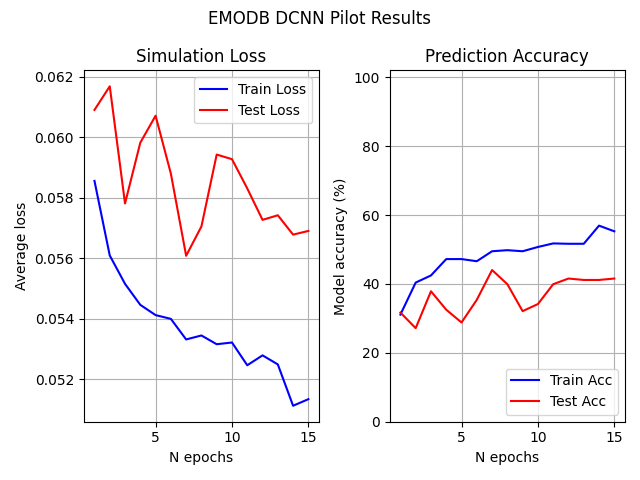 EMODB DCNN Pilot Results
Simulation Loss
Train Loss
Test Loss
0.062
0.060
0.058
0.056
0.054
0.052
Average loss
5
10
15
N epochs
Prediction Accuracy
100
80
60
40
20
0
Model accuracy (%)
Train Acc
Test Acc
5
10
15
N epochs